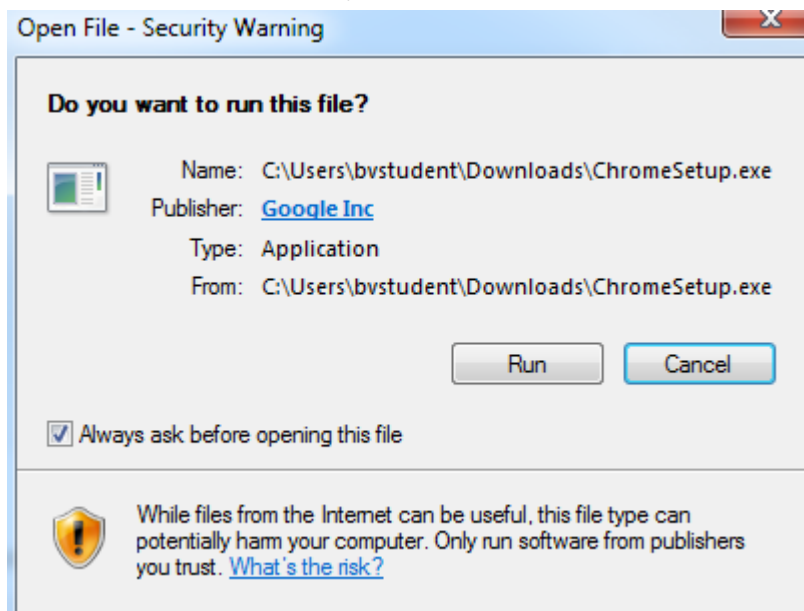 Open File - Security Warning
X
Do you want to run this file?
Name: C:\Users\bvstudent\Downloads\ChromeSetup.exe
Publisher: Google Inc
Type: Application
From: C:\Users\bvstudent\Downloads\ChromeSetup.exe
Run Cancel
Always ask before opening this file
While files from the Internet can be useful, this file type can
potentially harm your computer. Only run software from publishers
you trust. What's the risk?